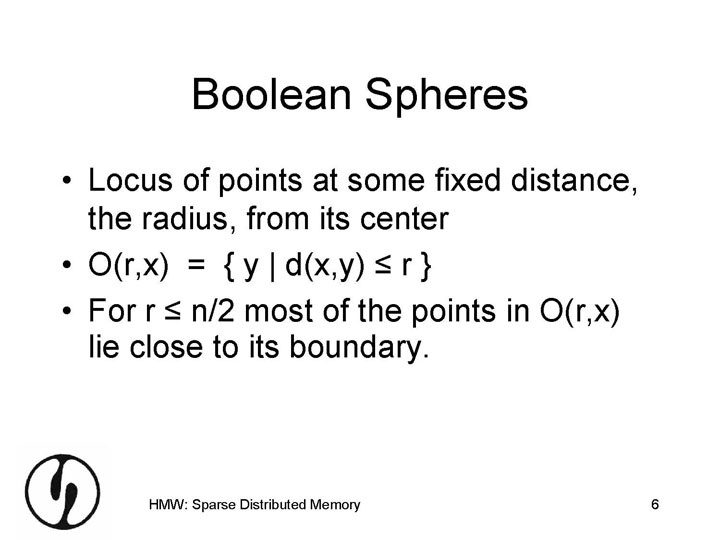 Boolean Spheres
• Locus of points at some fixed distance,
the radius, from its center
• O(r,x) = { y | d(x,y) ≤ r }
• For r ≤ n/2 most of the points in O(r,x)
lie close to its boundary.
HMW: Sparse Distributed Memory
6